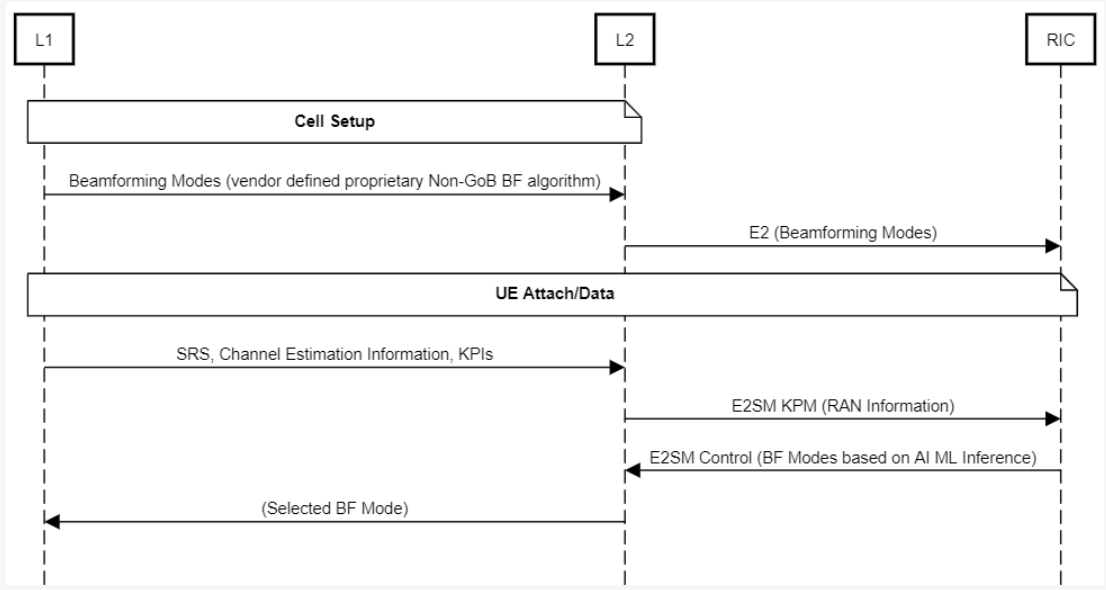 L1
L2
RIC
Cell Setup
Beamforming Modes (vendor defined proprietary Non-GoB BF algorithm)
E2 (Beamforming Modes)
UE Attach/Data
SRS, Channel Estimation Information, KPIs
E2SM KPM (RAN Information)
E2SM Control (BF Modes based on AI ML Inference)
(Selected BF Mode)